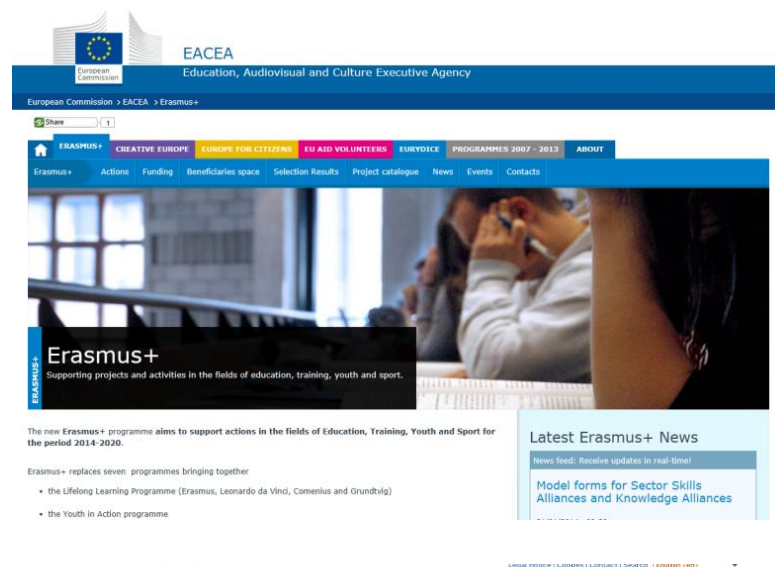 European
Commission
EACEA
Education, Audiovisual and Culture Executive Agency
European Commission > EACEA > Erasmus+
Share 1
ERASMUS+ CREATIVE EUROPE EUROPE FOR CITIZENS EU AID VOLUNTEERS EURYDICE PROGRAMMES 2007 - 2013 ABOUT
Erasmus+ Actions Funding Beneficiaries space Selection Results Project catalogue News Events Contacts
ERASMUS+
Erasmus+
Supporting projects and activities in the fields of education, training, youth and sport.
The new Erasmus+ programme aims to support actions in the fields of Education, Training, Youth and Sport for
the period 2014-2020.
Erasmus+ replaces seven programmes bringing together
• the Lifelong Learning Programme (Erasmus, Leonardo da Vinci, Comenius and Grundtvig)
• the Youth in Action programme
Latest Erasmus+ News
News feed: Receive updates in real-time!
Model forms for Sector Skills
Alliances and Knowledge Alliances
Legal Notice | Cookies | Contact | Search | English (en)